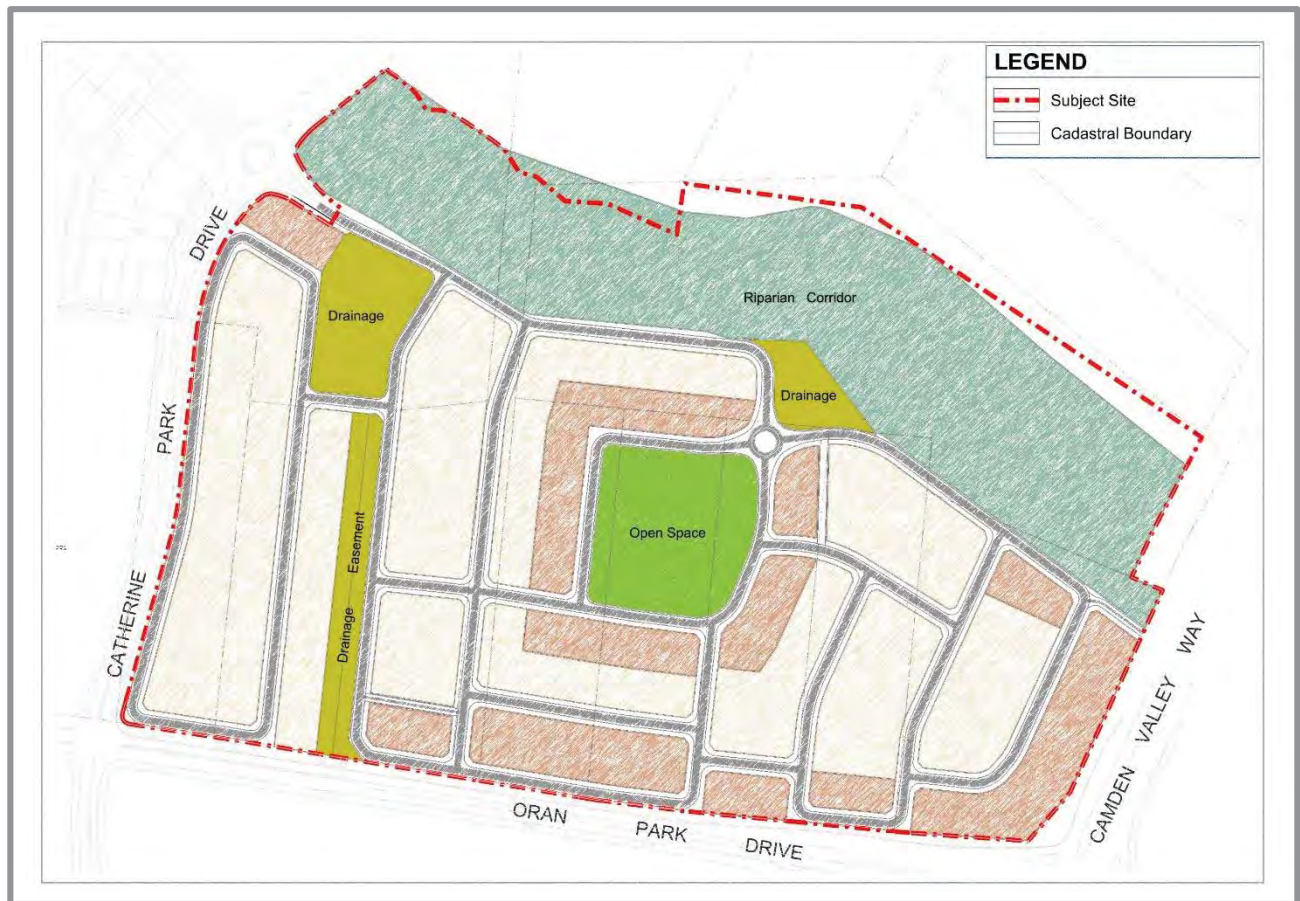 LEGEND
Subject Site
Cadastral Boundary
DRIVE
Riparian Corridor
Drainage
Drainage
PARK
Open Space
Easement
Drainage
CATHERINE
CAMDEN VALLEY WAY
ORAN PARK DRIVE